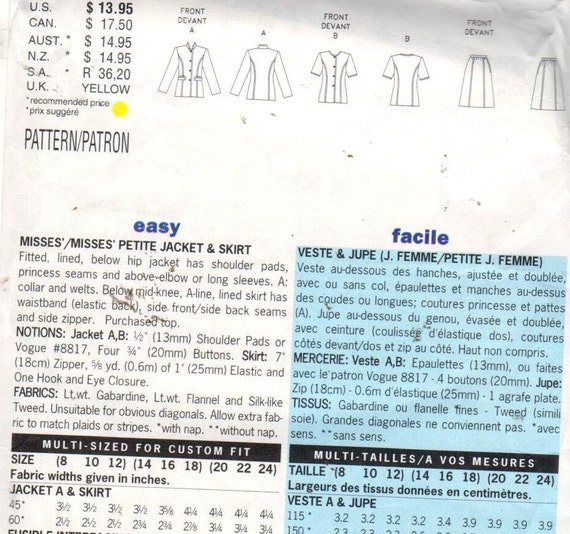 U.S. $ 13.95
CAN. $ 17.50
AUST. * $ 14.95
N.Z. * $ 14.95
S.A. * R 36,20
U.K. YELLOW
*recommended price
*prix suggéré
PATTERN/PATRON
FRONT
DEVANT
A
A
FRONT
DEVANT
B
B
FRONT
DEVANT
easy
MISSES'/MISSES' PETITE JACKET & SKIRT
Fitted, lined, below hip jacket has shoulder pads,
princess seams and above-elbow or long sleeves. A:
collar and welts. Below mid-knee, A-line, lined skirt has
waistband (elastic back), side front/side back seams
and side zipper. Purchased top.
NOTIONS: Jacket A,B: ½" (13mm) Shoulder Pads or
Vogue #8817, Four ¾" (20mm) Buttons. Skirt: 7"
(18cm) Zipper, ⅝ yd. (0.6m) of 1" (25mm) Elastic and
One Hook and Eye Closure.
FABRICS: Lt.wt. Gabardine, Lt.wt. Flannel and Silk-like
Tweed. Unsuitable for obvious diagonals. Allow extra fab-
ric to match plaids or stripes. *with nap. **without nap.
MULTI-SIZED FOR CUSTOM FIT
SIZE (8 10 12) (14 16 18) (20 22 24)
Fabric widths given in inches.
JACKET A & SKIRT
45* 3½ 3½ 3½ 3⅝ 4¼ 4¼ 4¼ 4¼ 4¼
60* 2½ 2½ 2½ 2¾ 2¾ 2⅞ 3¼ 3¼ 3¼
facile
VESTE & JUPE (J. FEMME/PETITE J. FEMME)
Veste au-dessous des hanches, ajustée et doublée,
avec ou sans col, épaulettes et manches au-dessus
des coudes ou longues; coutures princesse et pattes
(A). Jupe au-dessous du genou, évasée et doublée,
avec ceinture (coulisse d'élastique dos), coutures
côtés devant/dos et zip au côté. Haut non compris.
MERCERIE: Veste A,B: Epaulettes (13mm), ou faites
avec le patron Vogue 8817 - 4 boutons (20mm). Jupe:
Zip (18cm) - 0.6m d'élastique (25mm) - 1 agrafe plate.
TISSUS: Gabardine ou flanelle fines - Tweed (simili
soie). Grandes diagonales ne conviennent pas. *avec
sens. **sans sens.
MULTI-TAILLES/A VOS MESURES
TAILLE (8 10 12) (14 16 18) (20 22 24)
Largeurs des tissus données en centimètres.
VESTE A & JUPE
115* 3.2 3.2 3.2 3.4 3.9 3.9 3.9 3.9 3.9
150*